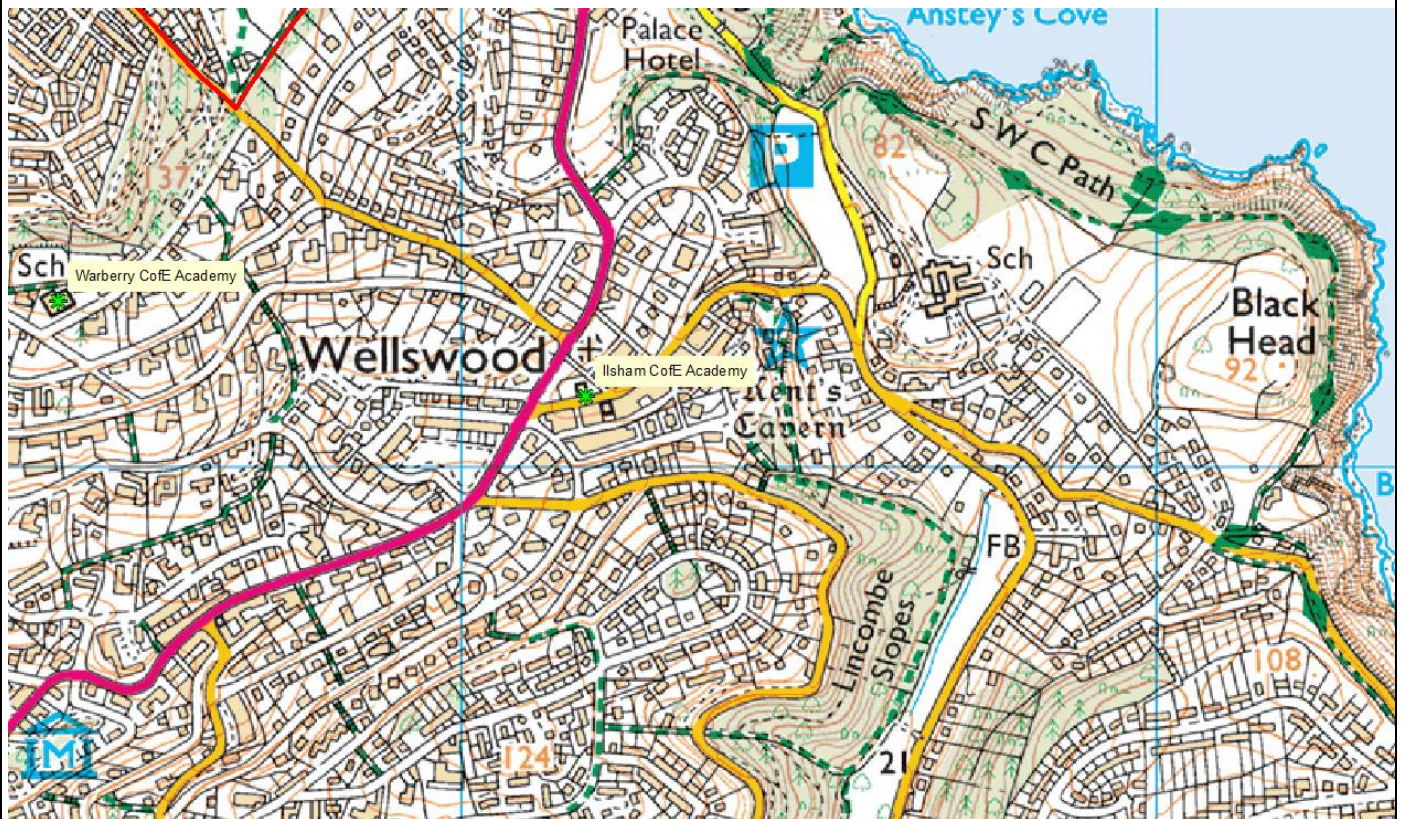 Anstey's Cove
Palace
Hotel
P
S W C Path
82
137
Sch
Warberry CofE Academy
Sch
Black
Head
92
Wellswood
Ilsham CofE Academy
Kent's
Cavern
B
FB
Lincombe
Slopes
108
M
124
21